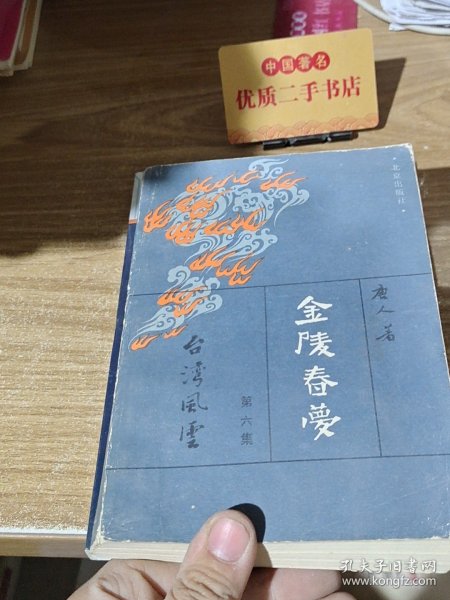 中国著名
优质二手书店
北京出版社
唐人著
金陵春夢
第六集
台湾風雲
孔夫子旧书网
www.kongfz.com